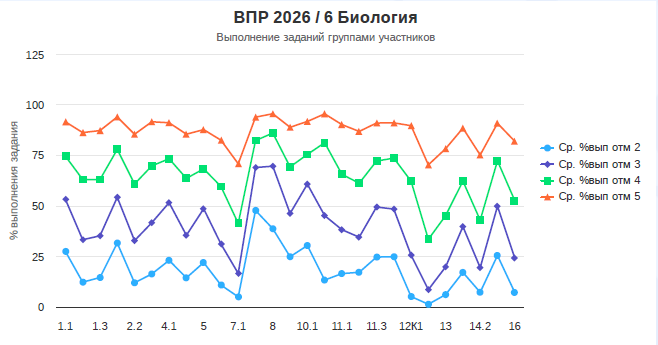 ВПР 2026 / 6 Биология
Выполнение заданий группами участников
% выполнения задания
125
100
75
50
25
0
1.1 1.3 2.2 4.1 5 7.1 8 10.1 11.1 11.3 12К1 13 14.2 16
Ср. %вып отм 2
Ср. %вып отм 3
Ср. %вып отм 4
Ср. %вып отм 5